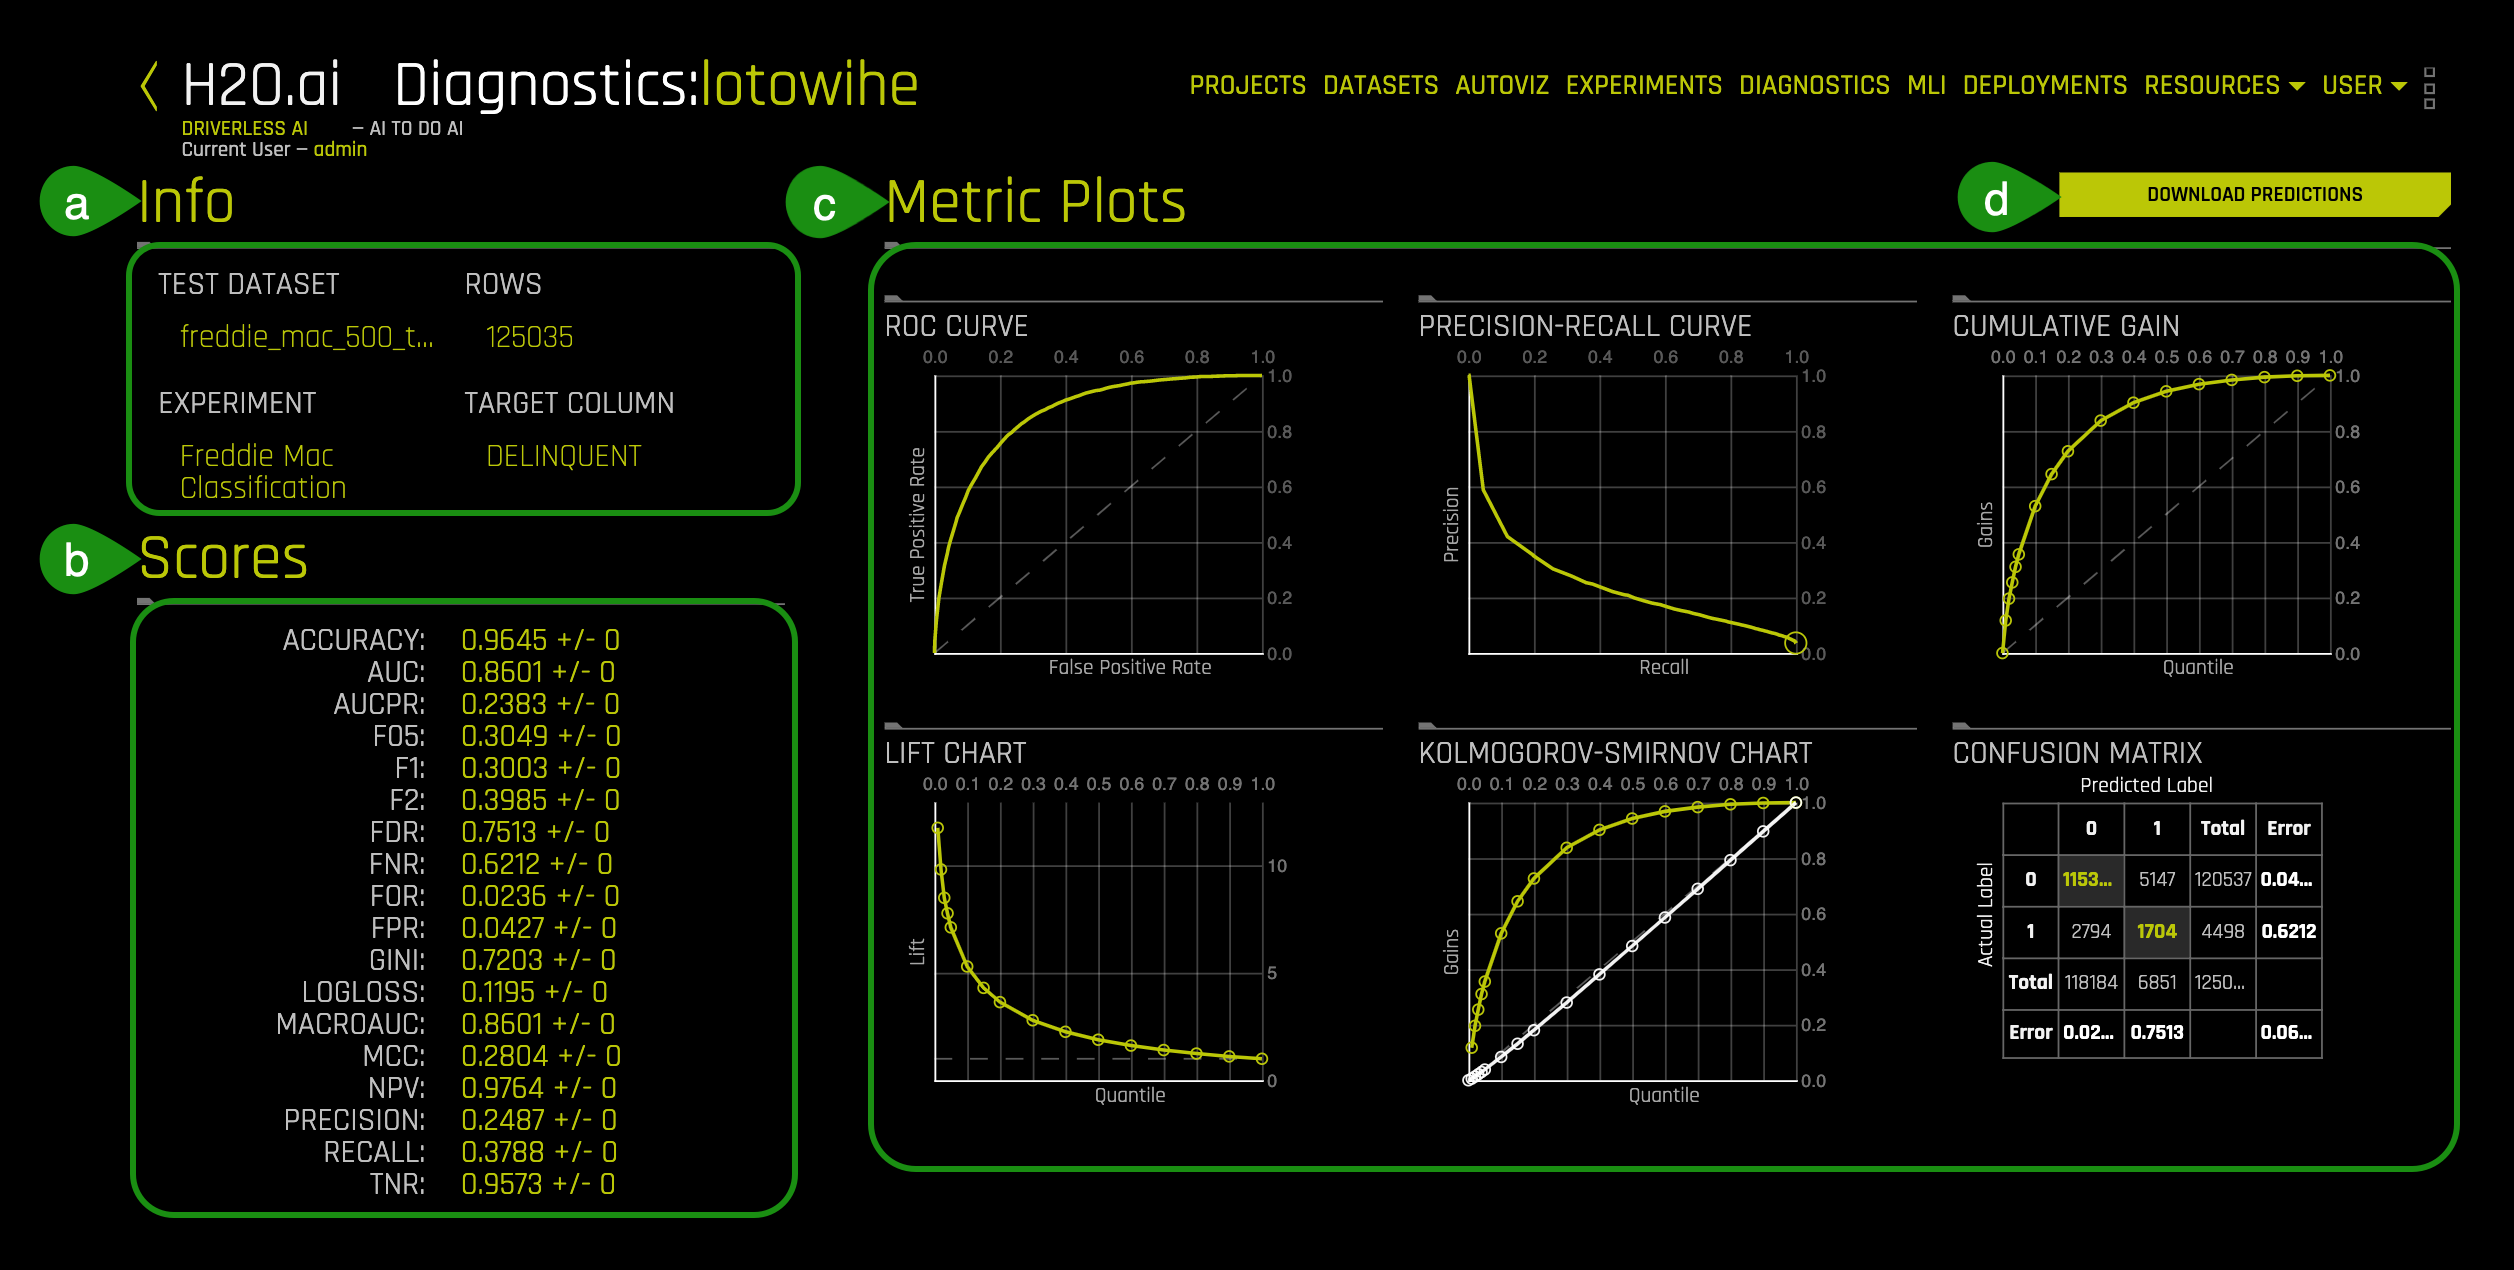 H2O.ai Diagnostics:lotowihe
DRIVERLESS AI — AI TO DO AI
Current User — admin
PROJECTS DATASETS AUTOVIZ EXPERIMENTS DIAGNOSTICS MLI DEPLOYMENTS RESOURCES USER
a Info
TEST DATASET ROWS
freddie_mac_500_t... 125035
EXPERIMENT TARGET COLUMN
Freddie Mac DELINQUENT
Classification
b Scores
ACCURACY: 0.9645 +/- 0
AUC: 0.8601 +/- 0
AUCPR: 0.2383 +/- 0
F05: 0.3049 +/- 0
F1: 0.3003 +/- 0
F2: 0.3985 +/- 0
FDR: 0.7513 +/- 0
FNR: 0.6212 +/- 0
FOR: 0.0236 +/- 0
FPR: 0.0427 +/- 0
GINI: 0.7203 +/- 0
LOGLOSS: 0.1195 +/- 0
MACROAUC: 0.8601 +/- 0
MCC: 0.2804 +/- 0
NPV: 0.9764 +/- 0
PRECISION: 0.2487 +/- 0
RECALL: 0.3788 +/- 0
TNR: 0.9573 +/- 0
c Metric Plots
d DOWNLOAD PREDICTIONS
ROC CURVE
0.0 0.2 0.4 0.6 0.8 1.0
1.0
0.8
0.6
0.4
0.2
0.0
True Positive Rate
False Positive Rate
PRECISION-RECALL CURVE
0.0 0.2 0.4 0.6 0.8 1.0
1.0
0.8
0.6
0.4
0.2
0.0
Precision
Recall
CUMULATIVE GAIN
0.0 0.1 0.2 0.3 0.4 0.5 0.6 0.7 0.8 0.9 1.0
1.0
0.8
0.6
0.4
0.2
0.0
Gains
Quantile
LIFT CHART
0.0 0.1 0.2 0.3 0.4 0.5 0.6 0.7 0.8 0.9 1.0
10
5
0
Lift
Quantile
KOLMOGOROV-SMIRNOV CHART
0.0 0.1 0.2 0.3 0.4 0.5 0.6 0.7 0.8 0.9 1.0
1.0
0.8
0.6
0.4
0.2
0.0
Gains
Quantile
CONFUSION MATRIX
Predicted Label
Actual Label
0 1 Total Error
0 1153... 5147 120537 0.04...
1 2794 1704 4498 0.6212
Total 118184 6851 1250...
Error 0.02... 0.7513 0.06...